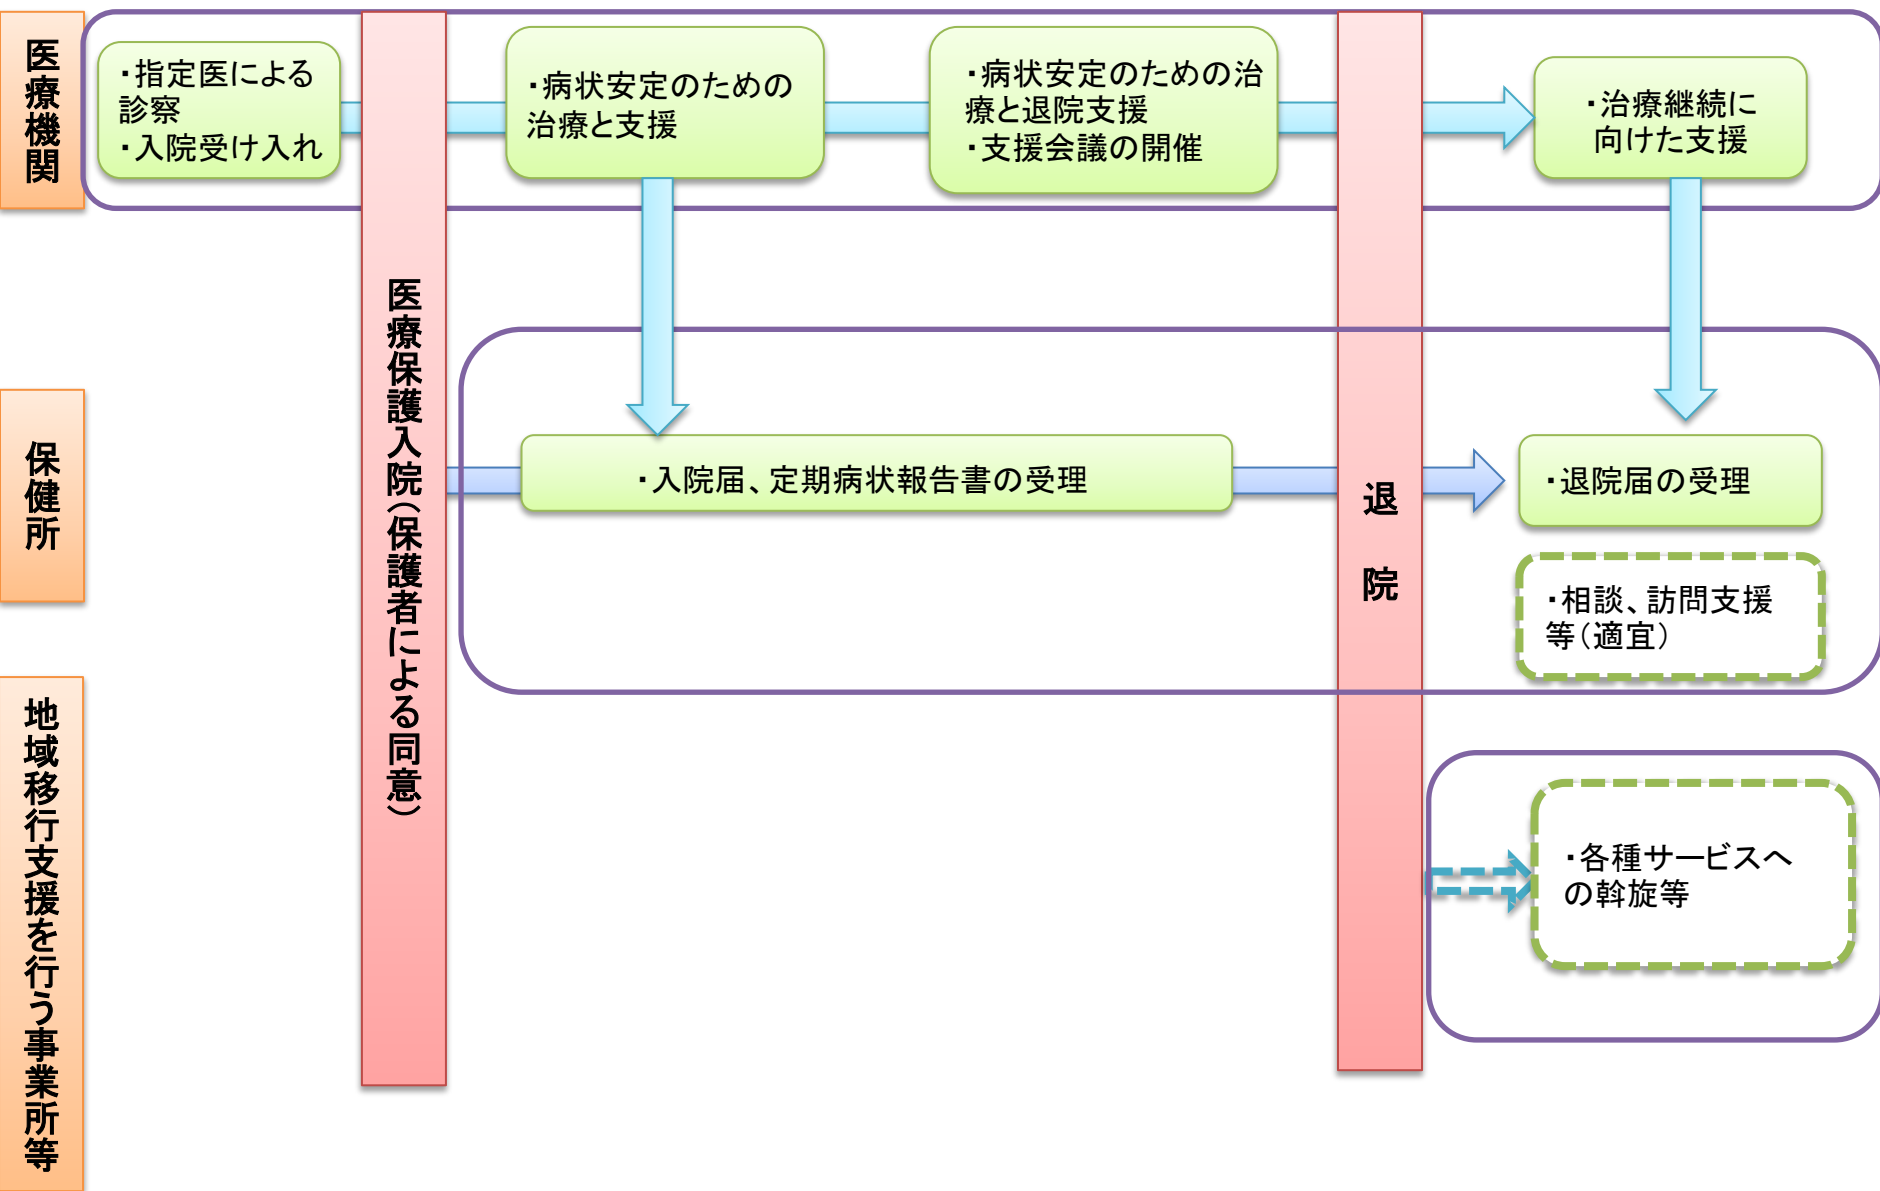 医療機関
・指定医による
診察
・入院受け入れ
・病状安定のための
治療と支援
・病状安定のための治
療と退院支援
・支援会議の開催
・治療継続に
向けた支援
医療保護入院(保護者による同意)
退院
保健所
・入院届、定期病状報告書の受理
・退院届の受理
・相談、訪問支援
等(適宜)
地域移行支援を行う事業所等
・各種サービスへ
の斡旋等